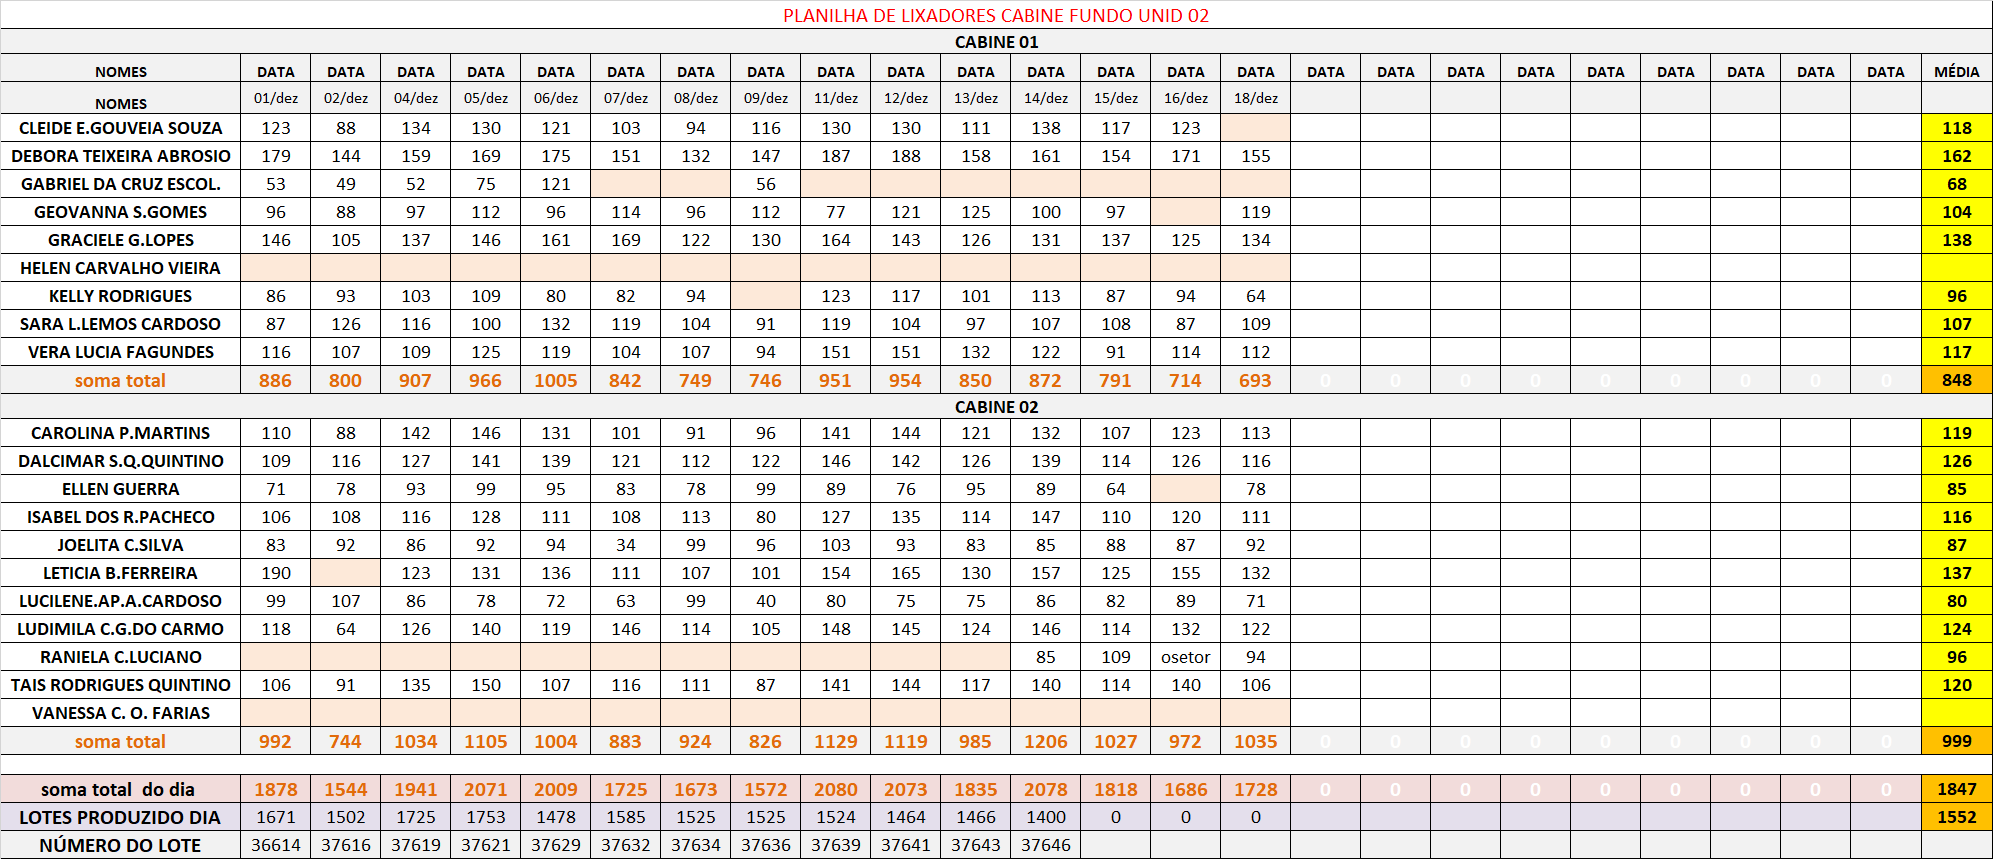 PLANILHA DE LIXADORES CABINE FUNDO UNID 02
CABINE 01
NOMES DATA DATA DATA DATA DATA DATA DATA DATA DATA DATA DATA DATA DATA DATA DATA DATA DATA DATA DATA DATA DATA DATA DATA DATA MÉDIA
NOMES 01/dez 02/dez 04/dez 05/dez 06/dez 07/dez 08/dez 09/dez 11/dez 12/dez 13/dez 14/dez 15/dez 16/dez 18/dez
CLEIDE E.GOUVEIA SOUZA 123 88 134 130 121 103 94 116 130 130 111 138 117 123 118
DEBORA TEIXEIRA ABROSIO 179 144 159 169 175 151 132 147 187 188 158 161 154 171 155 162
GABRIEL DA CRUZ ESCOL. 53 49 52 75 121 56 68
GEOVANNA S.GOMES 96 88 97 112 96 114 96 112 77 121 125 100 97 119 104
GRACIELE G.LOPES 146 105 137 146 161 169 122 130 164 143 126 131 137 125 134 138
HELEN CARVALHO VIEIRA
KELLY RODRIGUES 86 93 103 109 80 82 94 123 117 101 113 87 94 64 96
SARA L.LEMOS CARDOSO 87 126 116 100 132 119 104 91 119 104 97 107 108 87 109 107
VERA LUCIA FAGUNDES 116 107 109 125 119 104 107 94 151 151 132 122 91 114 112 117
soma total 886 800 907 966 1005 842 749 746 951 954 850 872 791 714 693 0 0 0 0 0 0 0 0 0 848
CABINE 02
CAROLINA P.MARTINS 110 88 142 146 131 101 91 96 141 144 121 132 107 123 113 119
DALCIMAR S.Q.QUINTINO 109 116 127 141 139 121 112 122 146 142 126 139 114 126 116 126
ELLEN GUERRA 71 78 93 99 95 83 78 99 89 76 95 89 64 78 85
ISABEL DOS R.PACHECO 106 108 116 128 111 108 113 80 127 135 114 147 110 120 111 116
JOELITA C.SILVA 83 92 86 92 94 34 99 96 103 93 83 85 88 87 92 87
LETICIA B.FERREIRA 190 123 131 136 111 107 101 154 165 130 157 125 155 132 137
LUCILENE.AP.A.CARDOSO 99 107 86 78 72 63 99 40 80 75 75 86 82 89 71 80
LUDIMILA C.G.DO CARMO 118 64 126 140 119 146 114 105 148 145 124 146 114 132 122 124
RANIELA C.LUCIANO 85 109 osetor 94 96
TAIS RODRIGUES QUINTINO 106 91 135 150 107 116 111 87 141 144 117 140 114 140 106 120
VANESSA C. O. FARIAS
soma total 992 744 1034 1105 1004 883 924 826 1129 1119 985 1206 1027 972 1035 0 0 0 0 0 0 0 0 0 999
soma total do dia 1878 1544 1941 2071 2009 1725 1673 1572 2080 2073 1835 2078 1818 1686 1728 0 0 0 0 0 0 0 0 0 1847
LOTES PRODUZIDO DIA 1671 1502 1725 1753 1478 1585 1525 1525 1524 1464 1466 1400 0 0 0 1552
NÚMERO DO LOTE 36614 37616 37619 37621 37629 37632 37634 37636 37639 37641 37643 37646